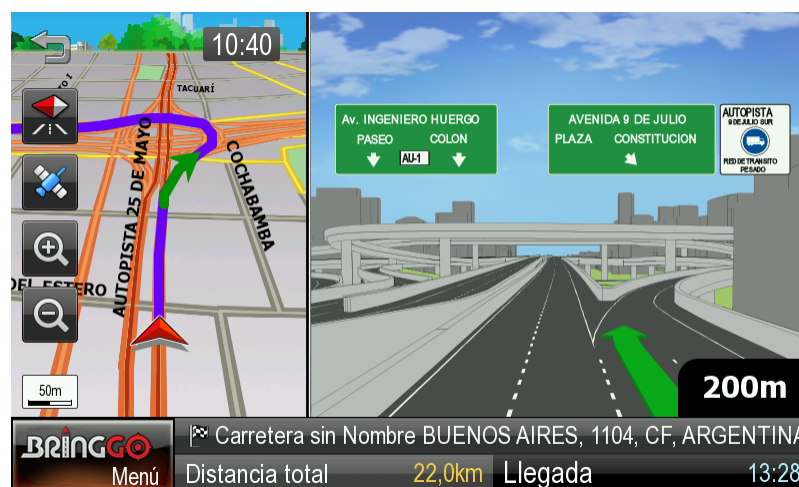 10:40
TACUARÍ
AUTOPISTA 25 DE MAYO
COCHABAMBA
DEL ESTERO
50m
Av. INGENIERO HUERGO
PASEO COLON
AU-1
AVENIDA 9 DE JULIO
PLAZA CONSTITUCION
AUTOPISTA
9 DE JULIO SUR
RED DE TRANSITO
PESADO
200m
BRINGGO
Menú
Carretera sin Nombre BUENOS AIRES, 1104, CF, ARGENTINA
Distancia total 22,0km Llegada 13:28